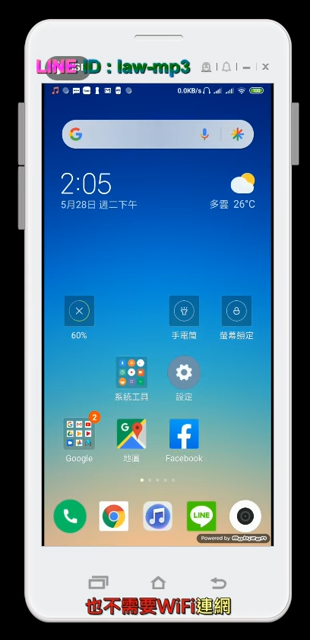 LINE ID : law-mp3
0.0KB/s
2:05
5月28日 週二下午
多雲 26°C
60%
手電筒
螢幕鎖定
系統工具
設定
2
Google
地圖
Facebook
LINE
Powered by
也不需要WiFi連網